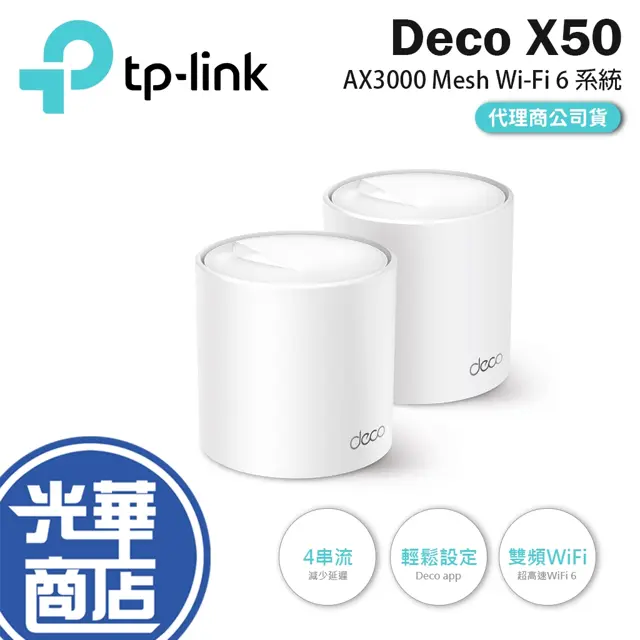 tp-link
Deco X50
AX3000 Mesh Wi-Fi 6 系統
代理商公司貨
deco
deco
光華
商店
4串流
減少延遲
輕鬆設定
Deco app
雙頻WiFi
超高速WiFi 6